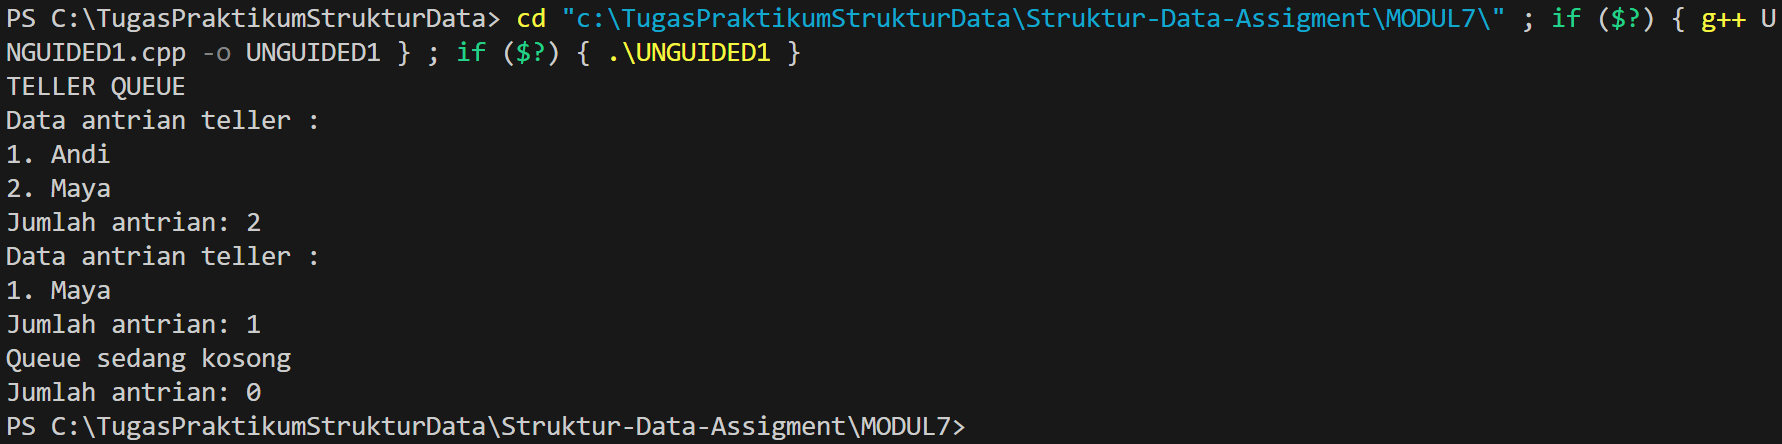 PS C:\TugasPraktikumStrukturData> cd "c:\TugasPraktikumStrukturData\Struktur-Data-Assigment\MODUL7\" ; if ($?) { g++ U
NGUIDED1.cpp -o UNGUIDED1 } ; if ($?) { .\UNGUIDED1 }
TELLER QUEUE
Data antrian teller :
1. Andi
2. Maya
Jumlah antrian: 2
Data antrian teller :
1. Maya
Jumlah antrian: 1
Queue sedang kosong
Jumlah antrian: 0
PS C:\TugasPraktikumStrukturData\Struktur-Data-Assigment\MODUL7>